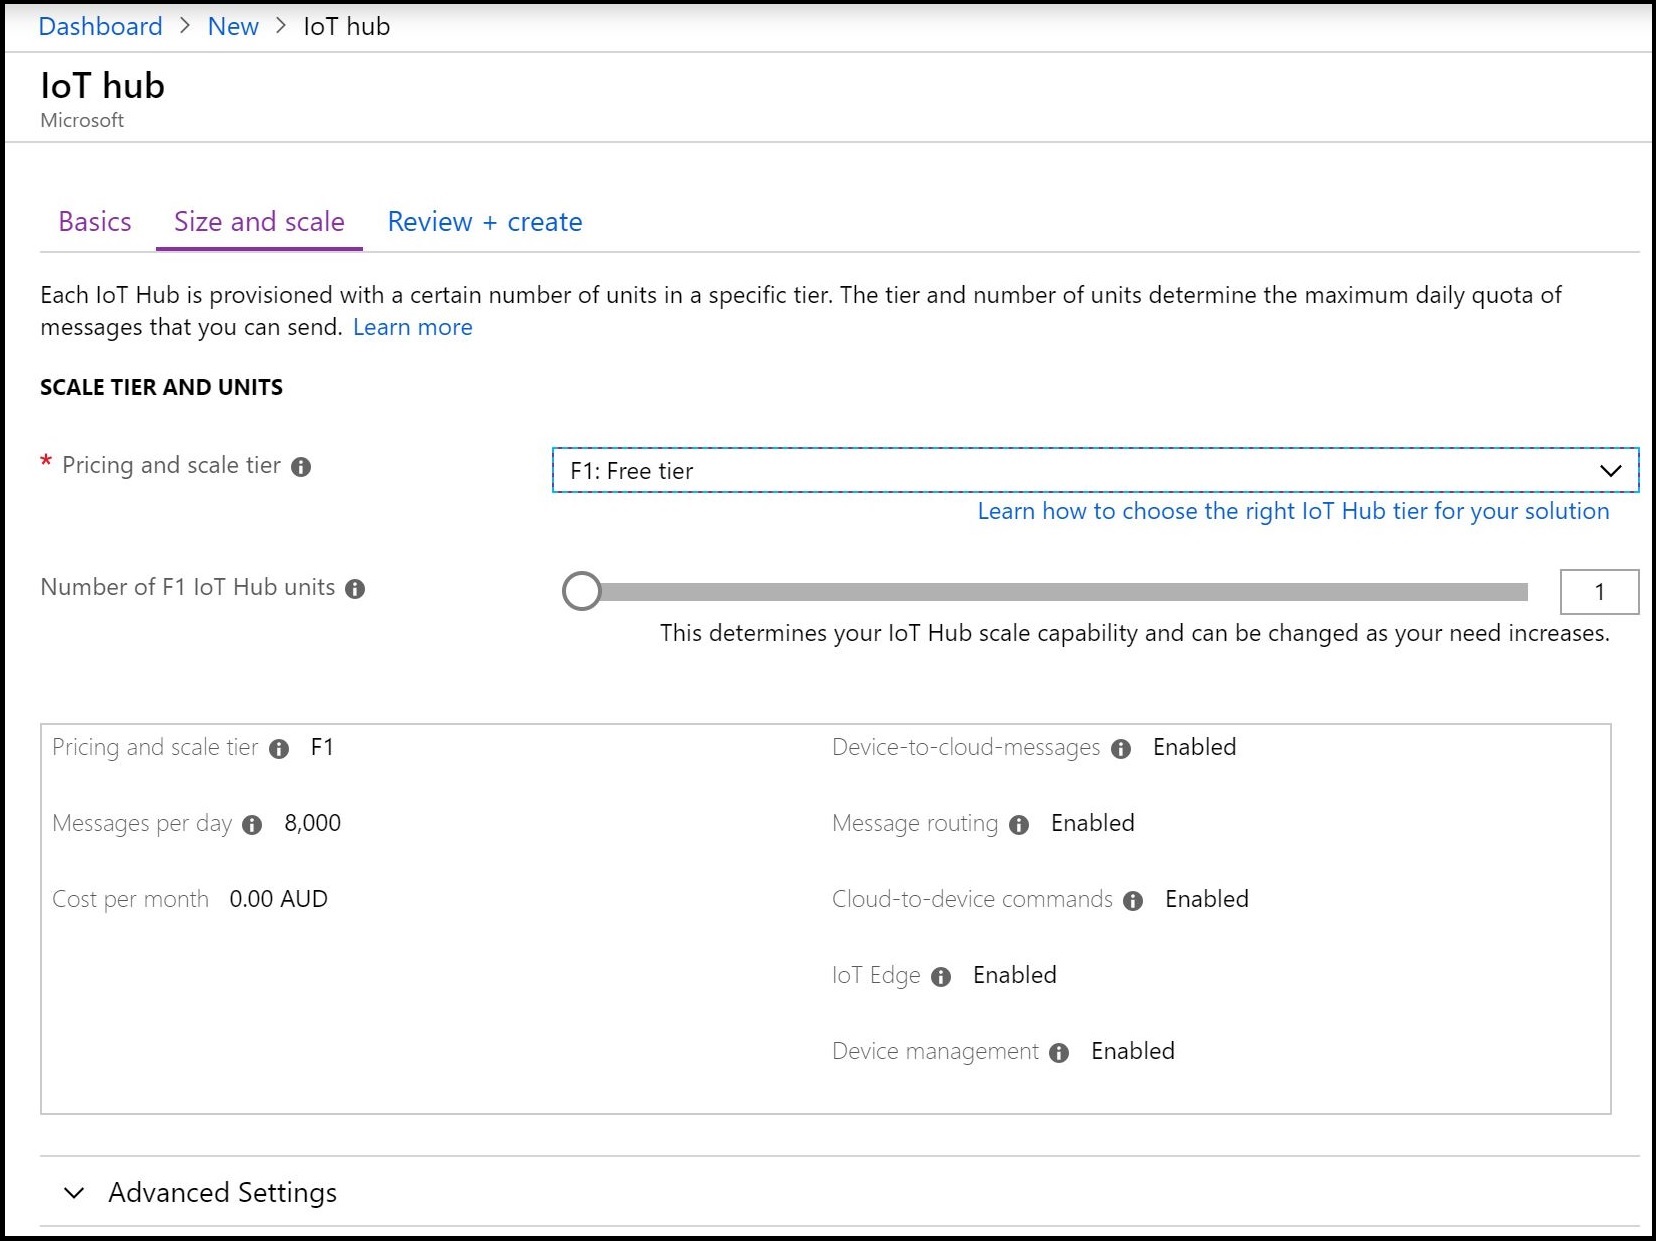 Dashboard > New > IoT hub
IoT hub
Microsoft
Basics Size and scale Review + create
Each IoT Hub is provisioned with a certain number of units in a specific tier. The tier and number of units determine the maximum daily quota of
messages that you can send. Learn more
SCALE TIER AND UNITS
* Pricing and scale tier F1: Free tier
Learn how to choose the right IoT Hub tier for your solution
Number of F1 IoT Hub units 1
This determines your IoT Hub scale capability and can be changed as your need increases.
Pricing and scale tier F1 Device-to-cloud-messages Enabled
Messages per day 8,000 Message routing Enabled
Cost per month 0.00 AUD Cloud-to-device commands Enabled
IoT Edge Enabled
Device management Enabled
Advanced Settings